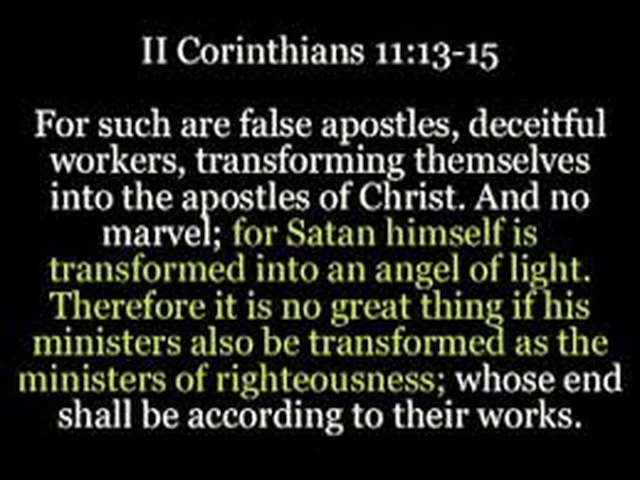 II Corinthians 11:13-15
For such are false apostles, deceitful
workers, transforming themselves
into the apostles of Christ. And no
marvel; for Satan himself is
transformed into an angel of light.
Therefore it is no great thing if his
ministers also be transformed as the
ministers of righteousness; whose end
shall be according to their works.